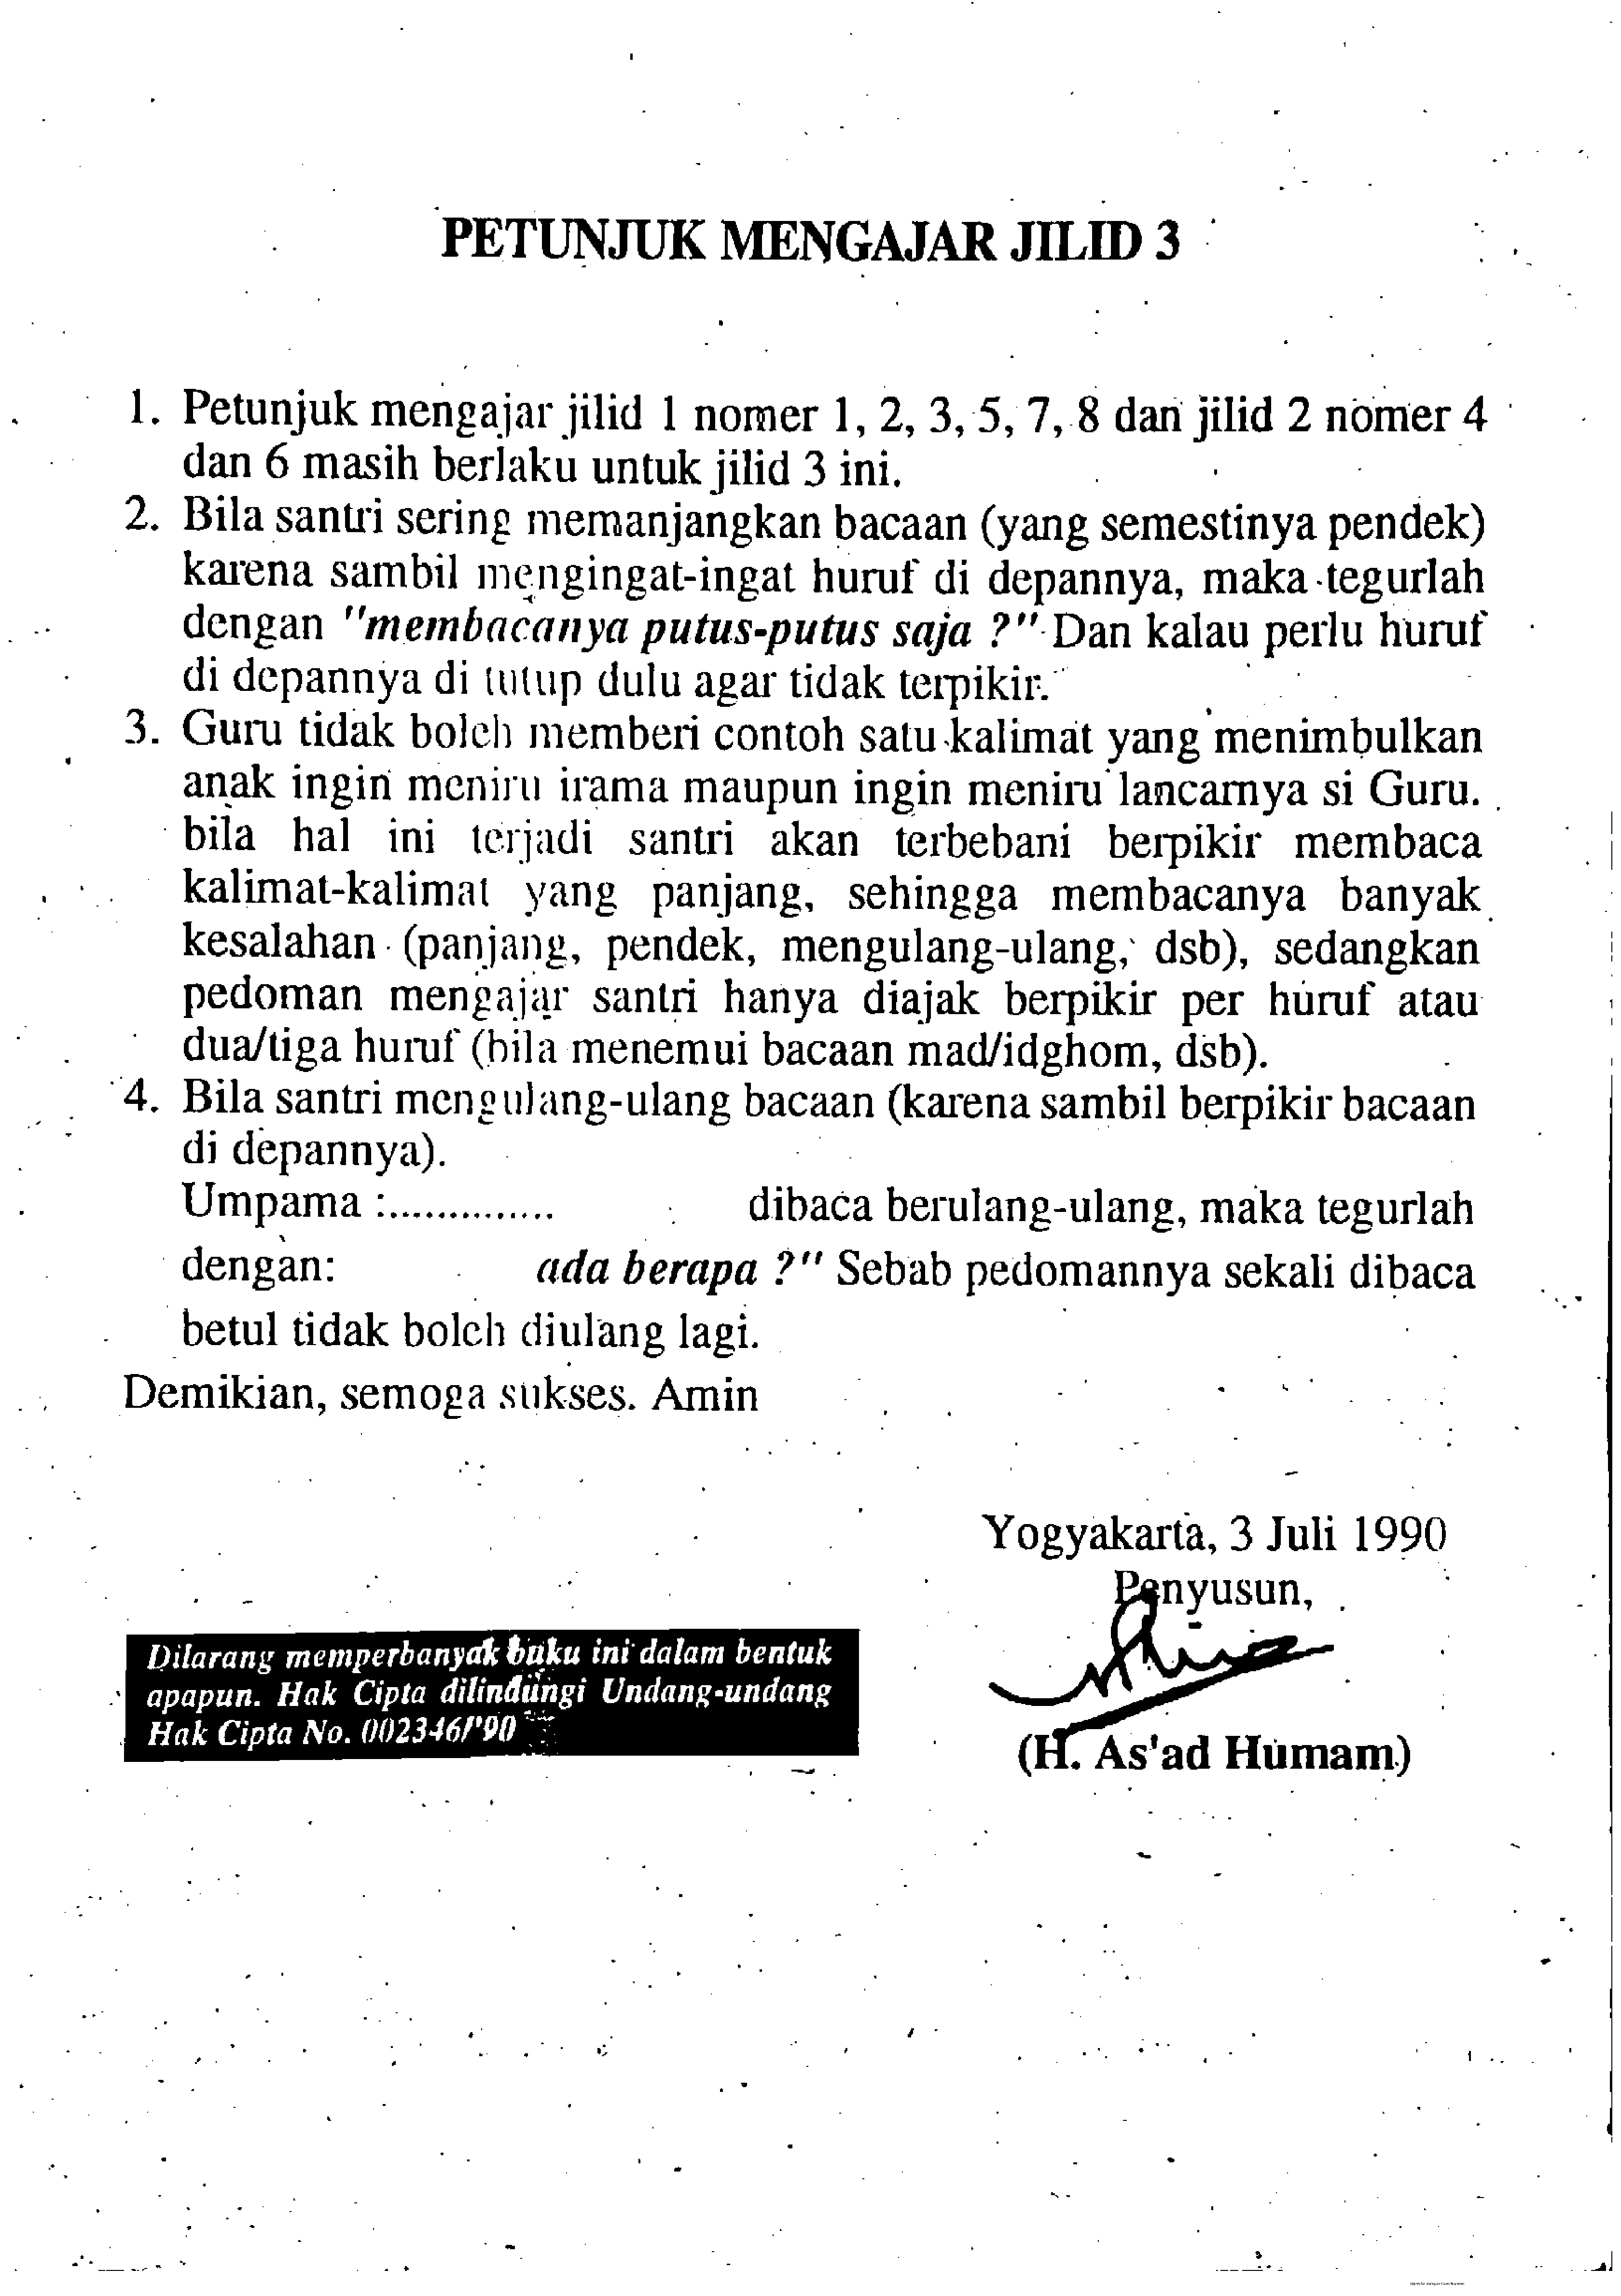 PETUNJUK MENGAJAR JILID 3
1. Petunjuk mengajar jilid 1 nomer 1, 2, 3, 5, 7, 8 dan jilid 2 nomer 4
dan 6 masih berlaku untuk jilid 3 ini.
2. Bila santri sering memanjangkan bacaan (yang semestinya pendek)
karena sambil mengingat-ingat huruf di depannya, maka tegurlah
dengan "membacanya putus-putus saja ?" Dan kalau perlu huruf
di depannya di tutup dulu agar tidak terpikir.
3. Guru tidak boleh memberi contoh satu kalimat yang menimbulkan
anak ingin meniru irama maupun ingin meniru lancarnya si Guru.
bila hal ini terjadi santri akan terbebani berpikir membaca
kalimat-kalimat yang panjang, sehingga membacanya banyak
kesalahan (panjang, pendek, mengulang-ulang, dsb), sedangkan
pedoman mengajar santri hanya diajak berpikir per huruf atau
dua/tiga huruf (bila menemui bacaan mad/idghom, dsb).
4. Bila santri mengulang-ulang bacaan (karena sambil berpikir bacaan
di depannya).
Umpama :.............. dibaca berulang-ulang, maka tegurlah
dengan: ada berapa ?" Sebab pedomannya sekali dibaca
betul tidak boleh diulang lagi.
Demikian, semoga sukses. Amin
Yogyakarta, 3 Juli 1990
Penyusun,
Dilarang memperbanyak buku ini dalam bentuk
apapun. Hak Cipta dilindungi Undang-undang
Hak Cipta No. 002346/'90
(H. As'ad Humam)